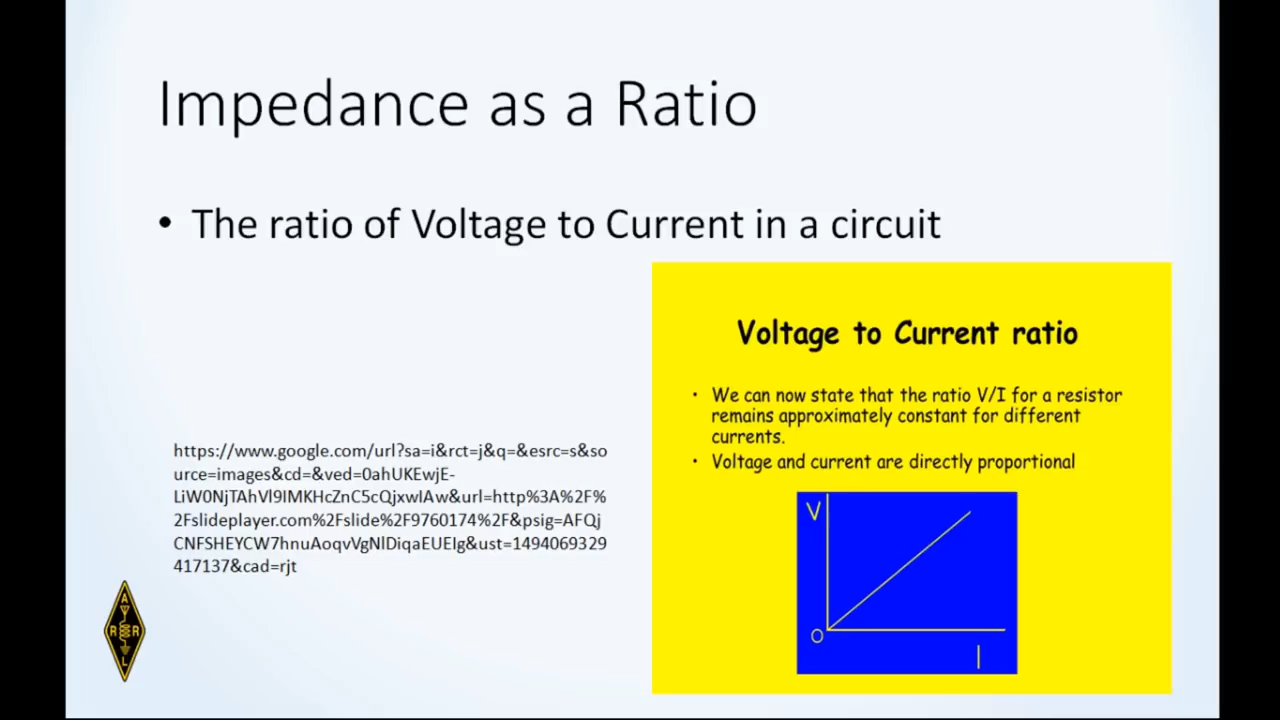 Impedance as a Ratio
• The ratio of Voltage to Current in a circuit
Voltage to Current ratio
• We can now state that the ratio V/I for a resistor
remains approximately constant for different
currents.
• Voltage and current are directly proportional
V
O
I
https://www.google.com/url?sa=i&rct=j&q=&esrc=s&so
urce=images&cd=&ved=0ahUKEwjE-
LiW0NjTAhVl9IMKHcZnC5cQjxwIAw&url=http%3A%2F%
2Fslideplayer.com%2Fslide%2F9760174%2F&psig=AFQj
CNFSHEYCW7hnuAoqvVgNlDiqaEUEIg&ust=1494069329
417137&cad=rjt
A
R R
L